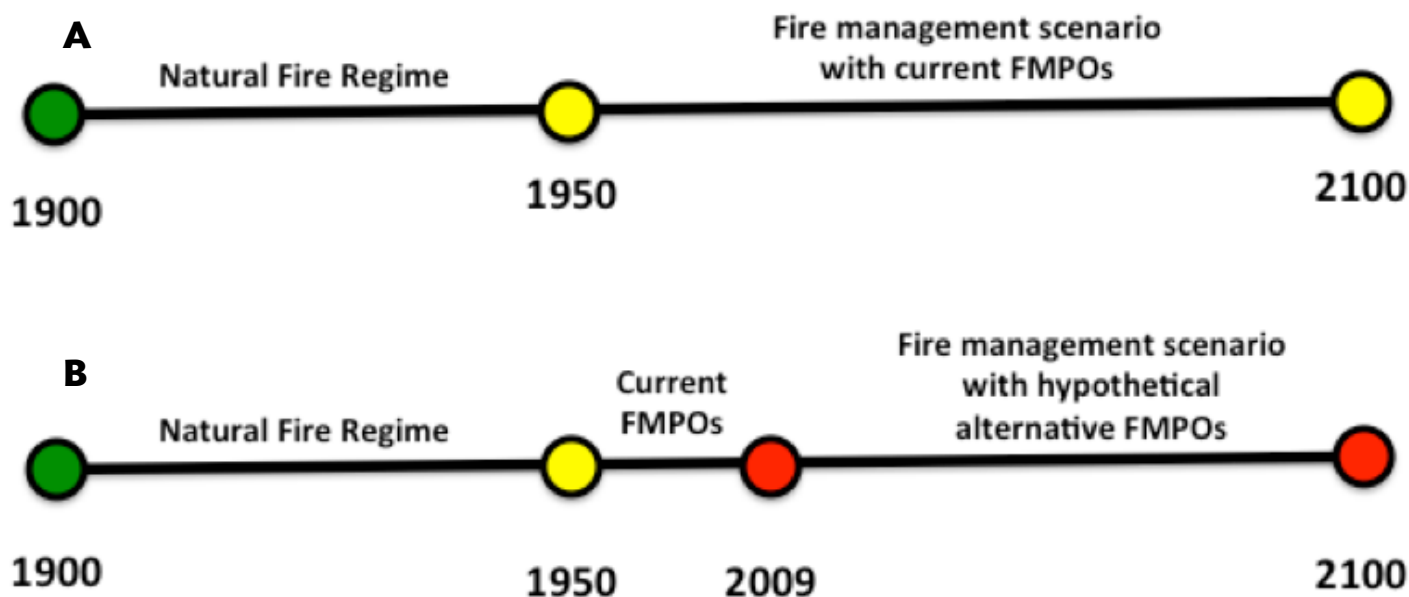 A
Natural Fire Regime
Fire management scenario
with current FMPOs
1900
1950
2100
B
Natural Fire Regime
Current
FMPOs
Fire management scenario
with hypothetical
alternative FMPOs
1900
1950
2009
2100